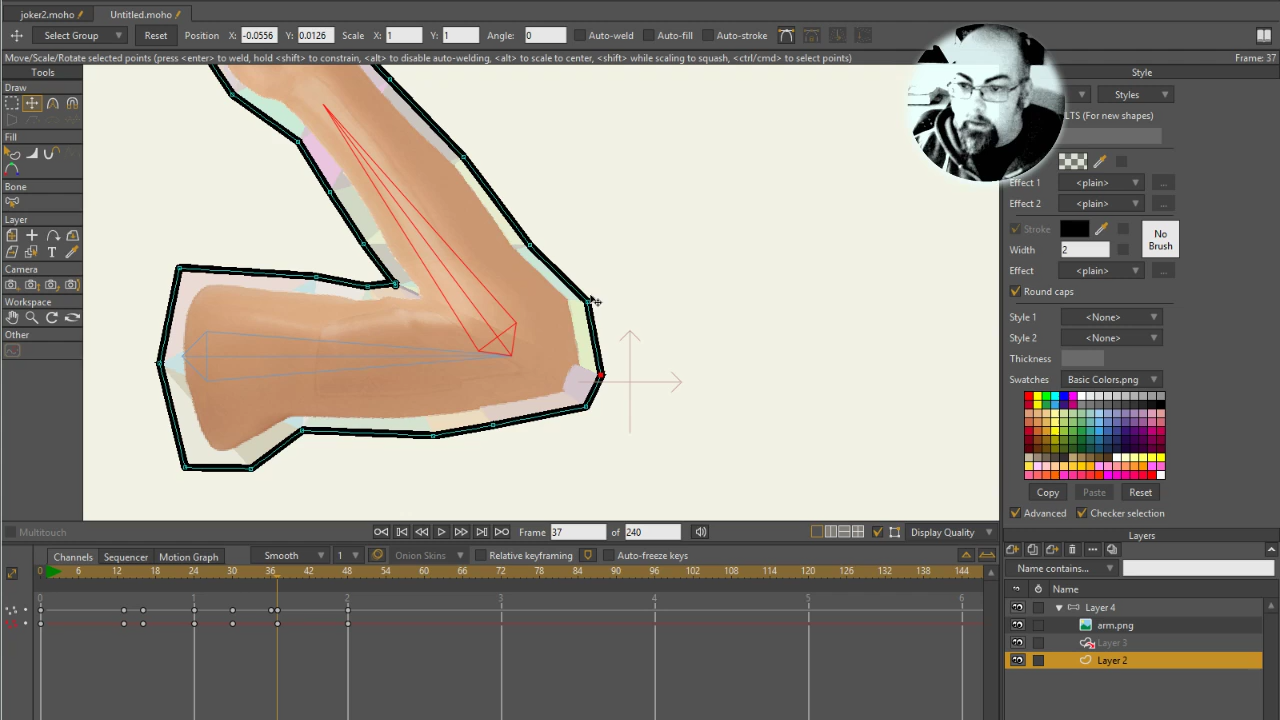 joker2.moho
Untitled.moho
Select Group
Reset
Position
X:
-0.0556
Y:
0.0126
Scale
X:
1
Y:
1
Angle:
0
Auto-weld
Auto-fill
Auto-stroke
Move/Scale/Rotate selected points (press <enter> to weld, hold <shift> to constrain, <alt> to disable auto-welding, <alt> to scale to center, <shift> while scaling to squash, <ctrl/cmd> to select points)
Frame: 37
Tools
Draw
Fill
Bone
Layer
Camera
Workspace
Other
Style
Styles
LTS (For new shapes)
Effect 1
<plain>
...
Effect 2
<plain>
...
Stroke
No
Brush
Width
2
Effect
<plain>
...
Round caps
Style 1
<None>
Style 2
<None>
Thickness
Swatches
Basic Colors.png
Copy
Paste
Reset
Advanced
Checker selection
Multitouch
Frame
37
of
240
Display Quality
Channels
Sequencer
Motion Graph
Smooth
1
Onion Skins
Relative keyframing
Auto-freeze keys
0 6 12 18 24 30 36 42 48 54 60 66 72 78 84 90 96 102 108 114 120 126 132 138 144
0 1 2 3 4 5 6
Layers
Name contains...
Name
Layer 4
arm.png
Layer 3
Layer 2